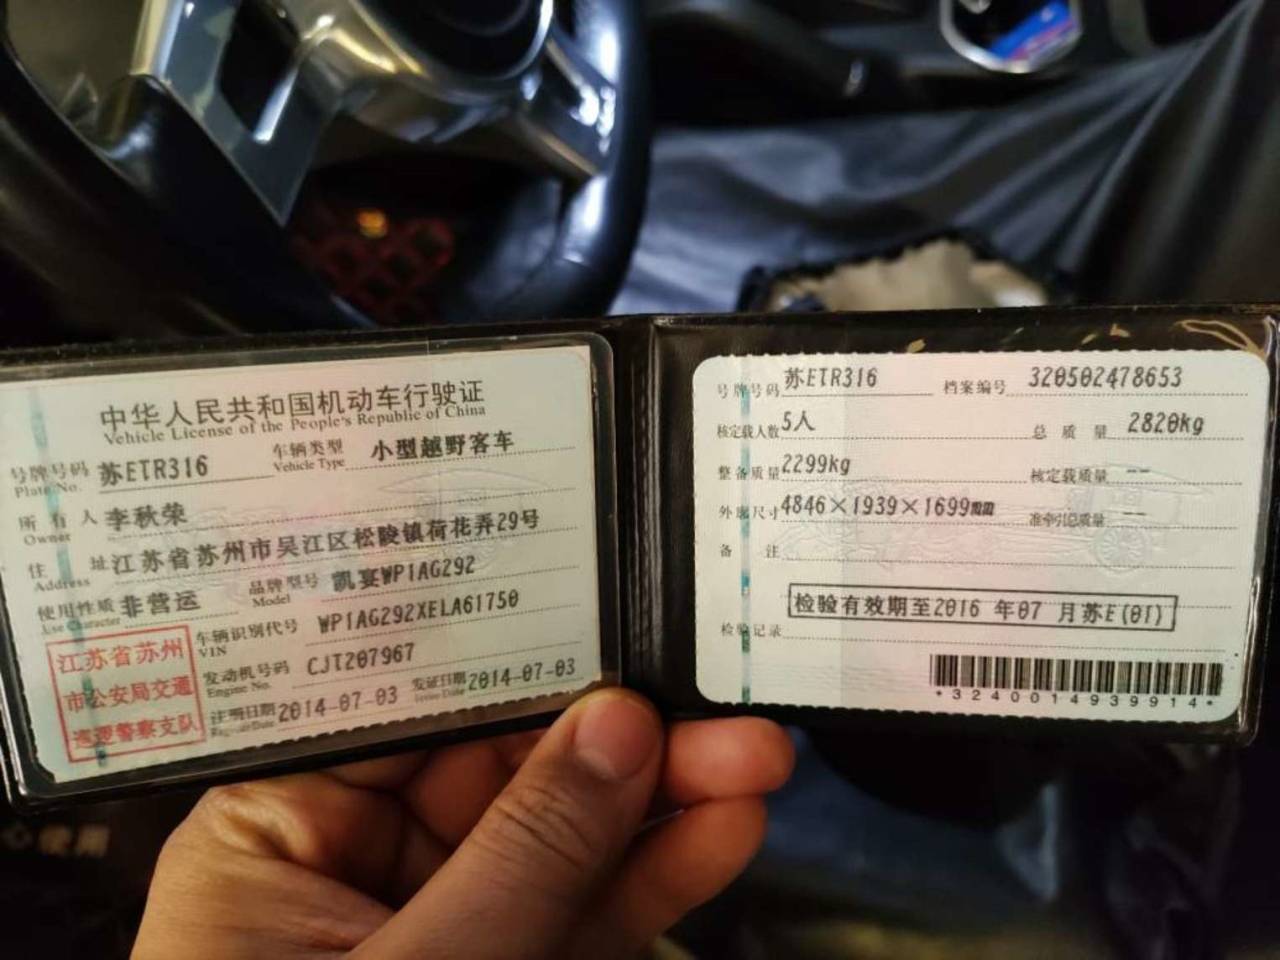 中华人民共和国机动车行驶证
Vehicle License of the People's Republic of China
号牌号码 苏ETR316 车辆类型 小型越野客车
Plate No. Vehicle Type
所有人 李秋荣
Owner
住址 江苏省苏州市吴江区松陵镇荷花弄29号
Address
使用性质 非营运 品牌型号 凯宴WP1AG292
Use Character Model
江苏省苏州
市公安局交通
巡逻警察支队
车辆识别代号 WP1AG292XELA61750
VIN
发动机号码 CJT207967
Engine No.
注册日期 2014-07-03 发证日期 2014-07-03
Register Date Issue Date
号牌号码 苏ETR316 档案编号 320502478653
核定载人数 5人 总质量 2820kg
整备质量 2299kg 核定载质量 --
外廓尺寸 4846×1939×1699mm 准牵引总质量 --
备注
检验有效期至2016年07月苏E(01)
检验记录
*3240014939914*
心使用